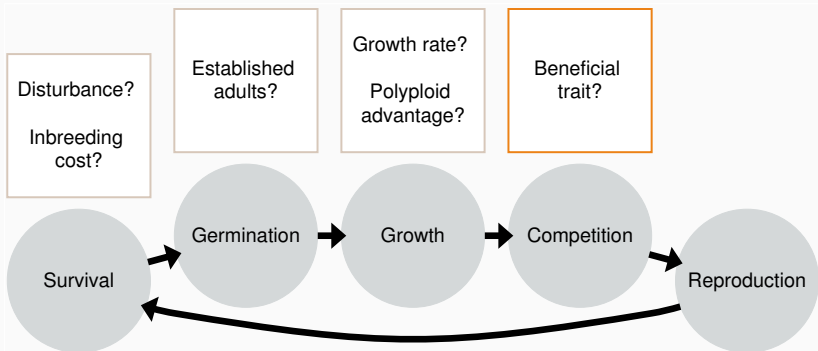 Disturbance?
Inbreeding
cost?
Established
adults?
Growth rate?
Polyploid
advantage?
Beneficial
trait?
Survival
Germination
Growth
Competition
Reproduction